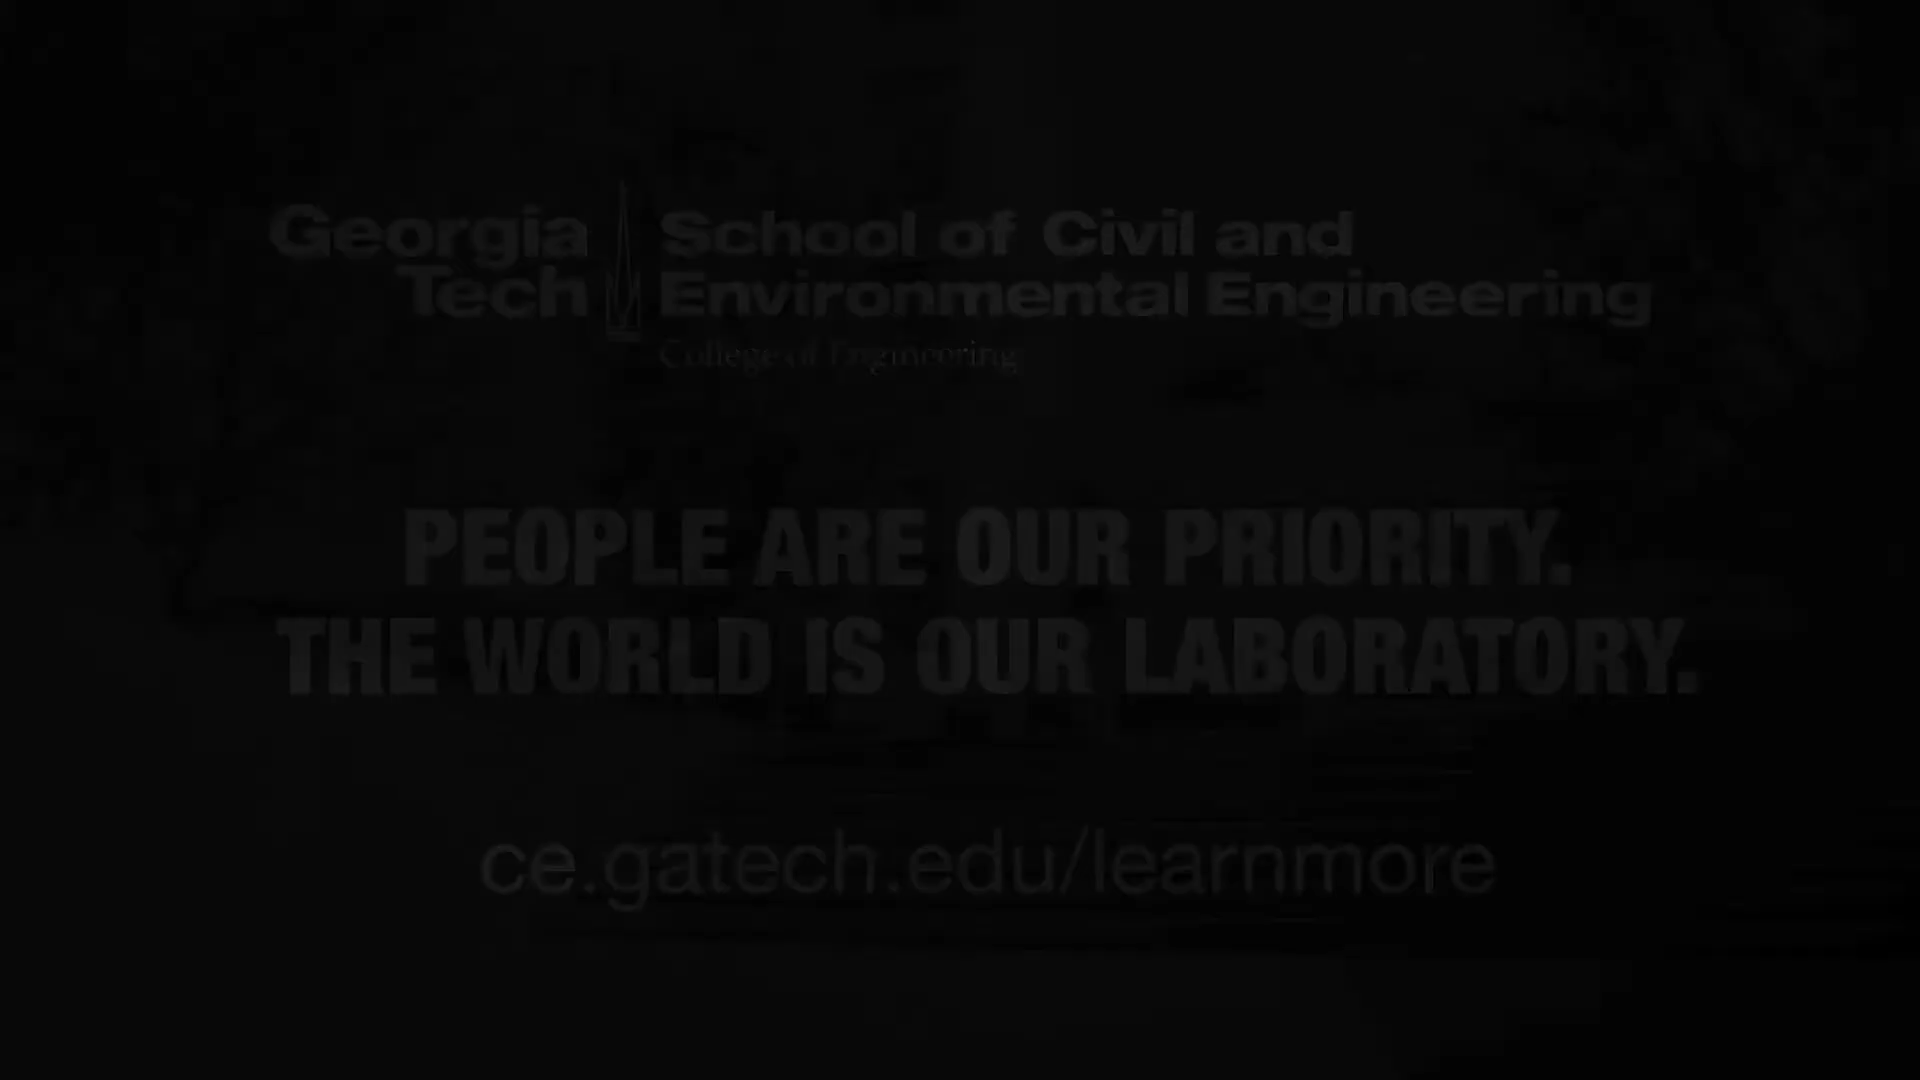 Georgia Tech
School of Civil and
Environmental Engineering
College of Engineering
PEOPLE ARE OUR PRIORITY.
THE WORLD IS OUR LABORATORY.
ce.gatech.edu/learnmore